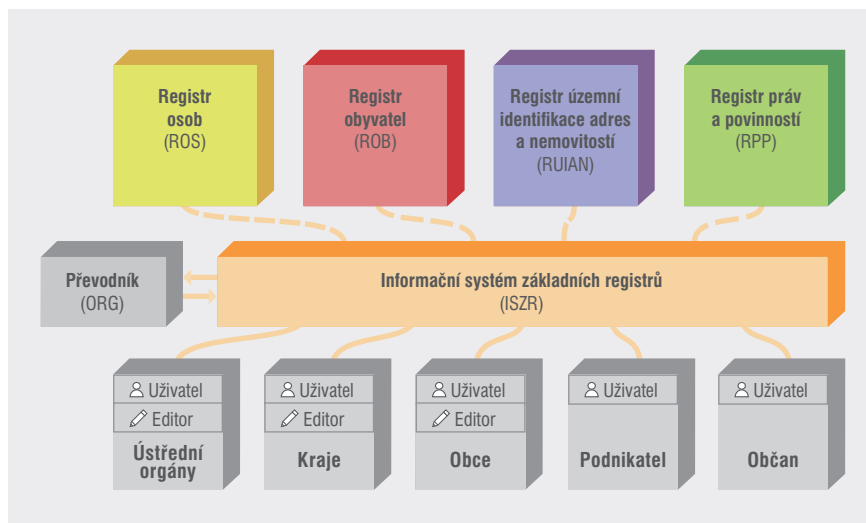 Registr
osob
(ROS)
Registr
obyvatel
(ROB)
Registr územní
identifikace adres
a nemovitostí
(RUIAN)
Registr práv
a povinností
(RPP)
Převodník
(ORG)
Informační systém základních registrů
(ISZR)
Uživatel
Editor
Ústřední
orgány
Uživatel
Editor
Kraje
Uživatel
Editor
Obce
Uživatel
Podnikatel
Uživatel
Občan